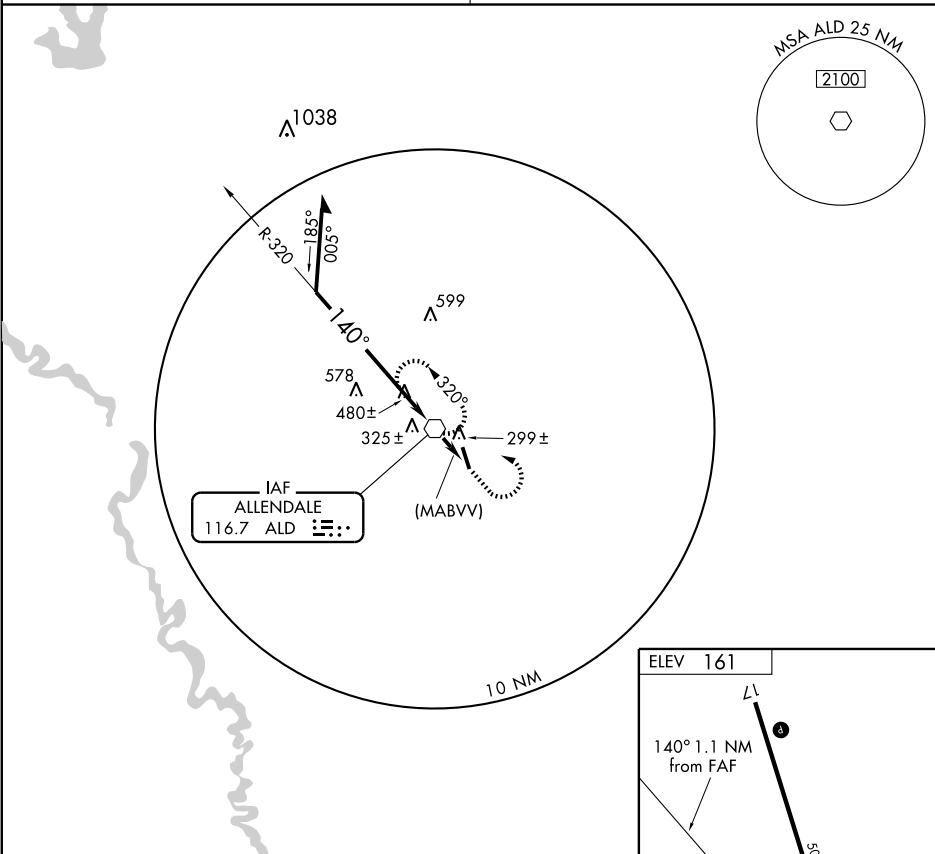 MSA ALD 25 NM
2100
1038
R-320
185°
005°
599
140°
578
320°
480±
325±
299±
IAF
ALLENDALE
116.7 ALD
(MABVV)
10 NM
ELEV 161
17
P
140° 1.1 NM
from FAF